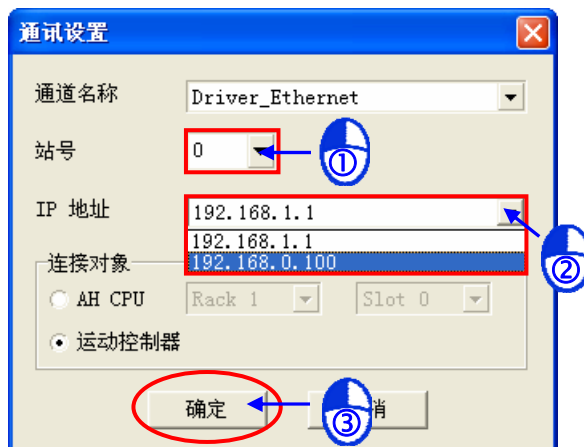 通讯设置
通道名称 Driver_Ethernet
站号 0 ①
IP 地址 192.168.1.1
192.168.1.1
192.168.0.100 ②
连接对象
AH CPU Rack 1 Slot 0
运动控制器
确定 ③ 消